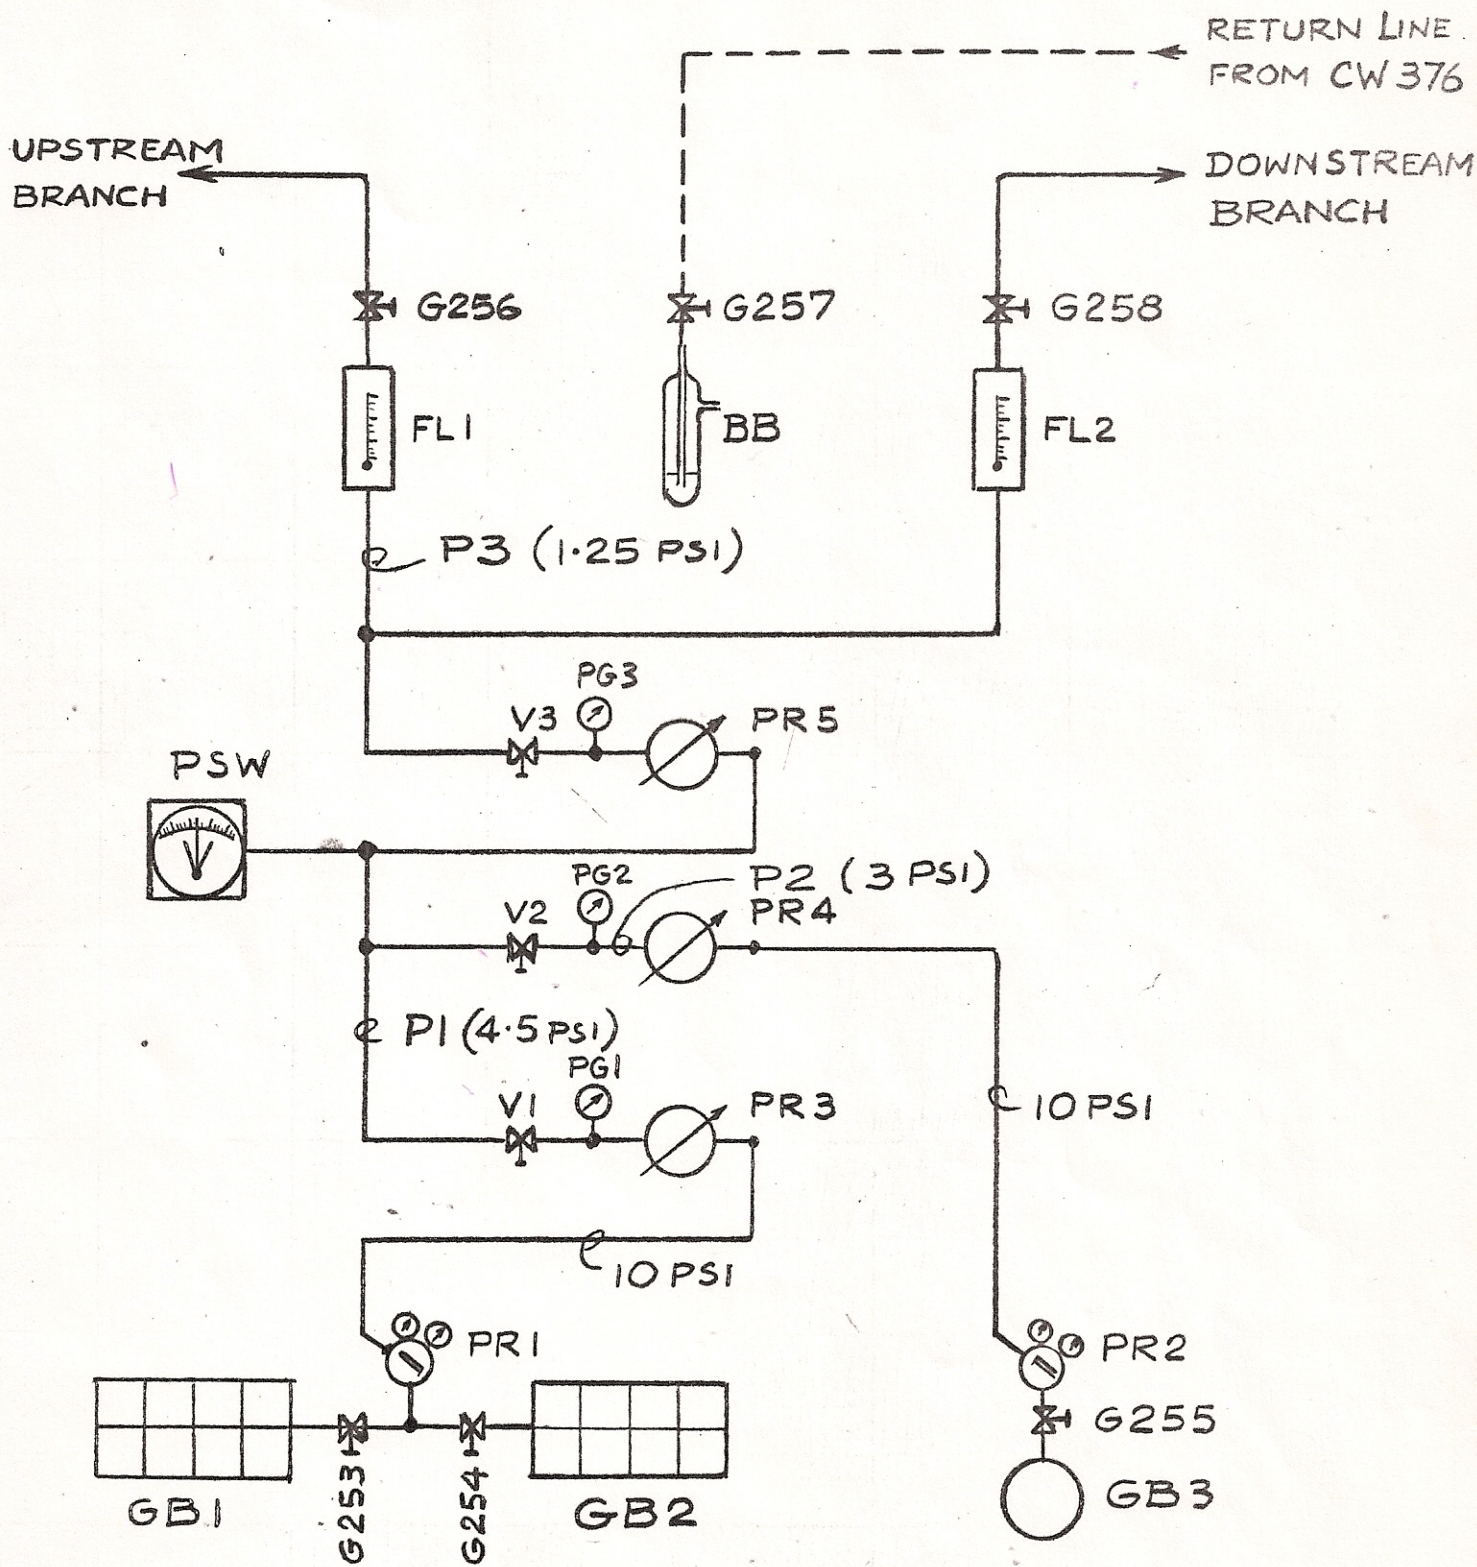 RETURN LINE
FROM CW 376
UPSTREAM
BRANCH
DOWNSTREAM
BRANCH
G256
G257
G258
FL1
BB
FL2
P3 (1·25 PSI)
PG3
V3
PR5
PSW
PG2
P2 (3 PSI)
V2
PR4
P1 (4·5 PSI)
PG1
V1
PR3
10 PSI
10 PSI
PR1
PR2
G255
GB1
G253
G254
GB2
GB3